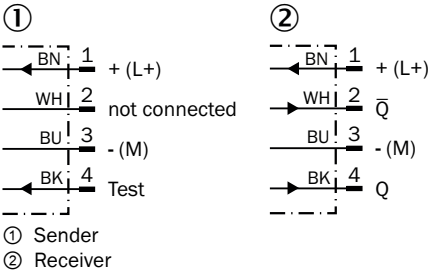 ① ②
BN 1 + (L+) BN 1 + (L+)
WH 2 not connected WH 2 Q̅
BU 3 - (M) BU 3 - (M)
BK 4 Test BK 4 Q
① Sender
② Receiver